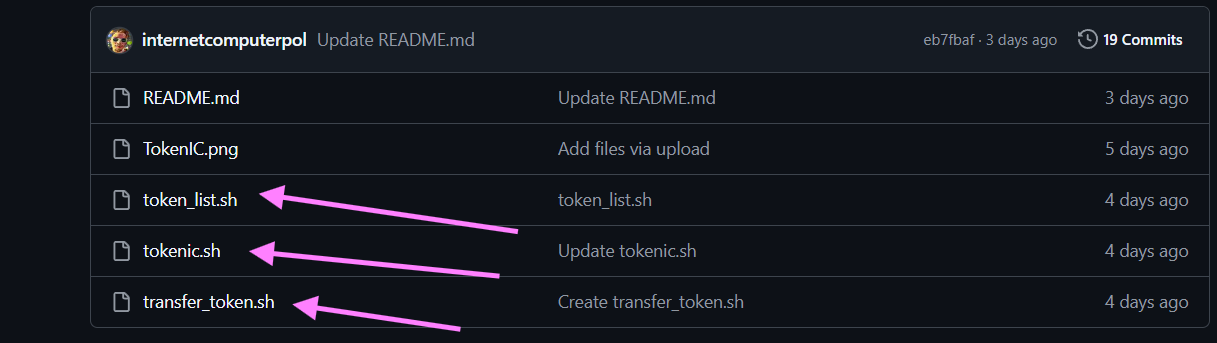 internetcomputerpol Update README.md eb7fbaf · 3 days ago 19 Commits
README.md Update README.md 3 days ago
TokenIC.png Add files via upload 5 days ago
token_list.sh token_list.sh 4 days ago
tokenic.sh Update tokenic.sh 4 days ago
transfer_token.sh Create transfer_token.sh 4 days ago